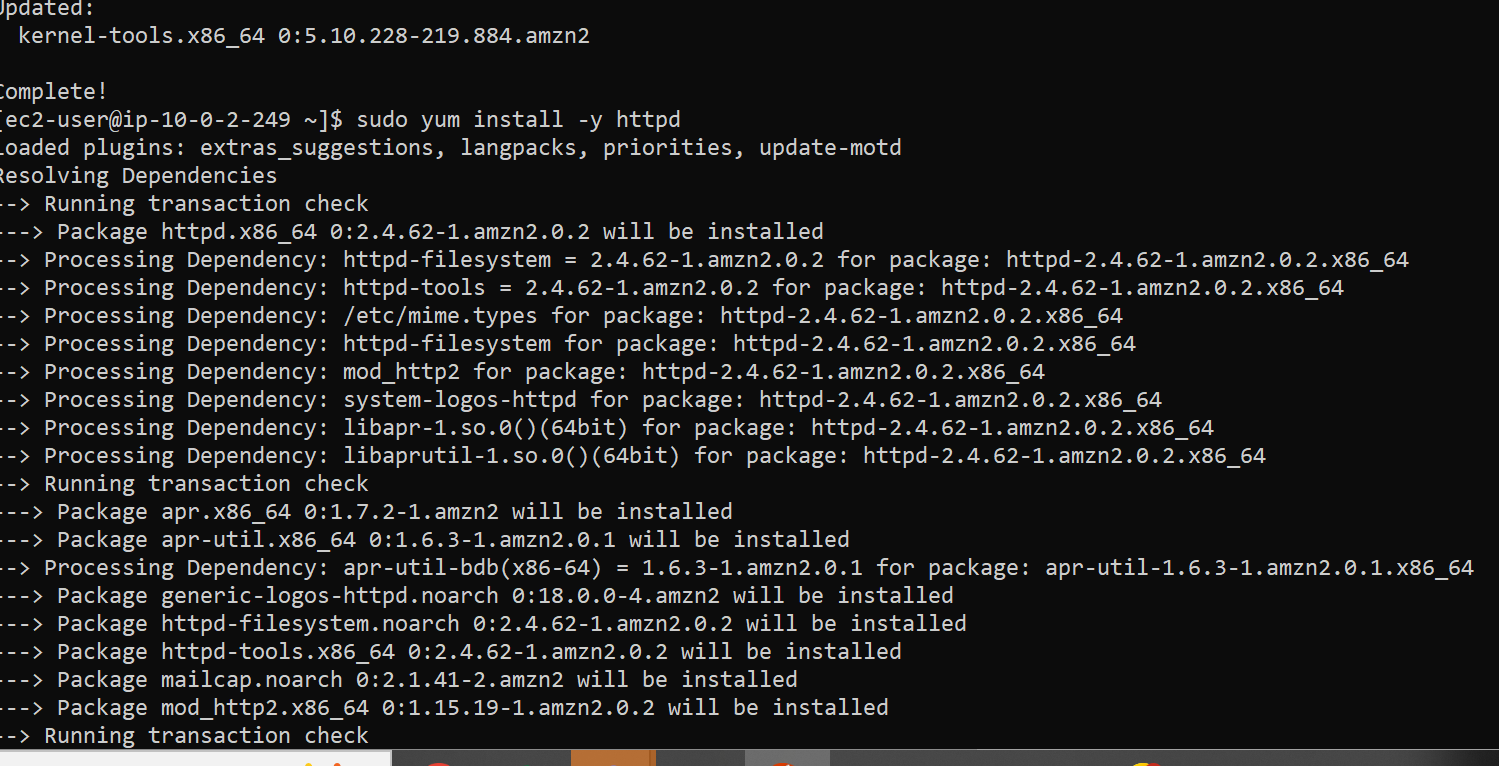 Updated:
kernel-tools.x86_64 0:5.10.228-219.884.amzn2
Complete!
[ec2-user@ip-10-0-2-249 ~]$ sudo yum install -y httpd
Loaded plugins: extras_suggestions, langpacks, priorities, update-motd
Resolving Dependencies
--> Running transaction check
---> Package httpd.x86_64 0:2.4.62-1.amzn2.0.2 will be installed
--> Processing Dependency: httpd-filesystem = 2.4.62-1.amzn2.0.2 for package: httpd-2.4.62-1.amzn2.0.2.x86_64
--> Processing Dependency: httpd-tools = 2.4.62-1.amzn2.0.2 for package: httpd-2.4.62-1.amzn2.0.2.x86_64
--> Processing Dependency: /etc/mime.types for package: httpd-2.4.62-1.amzn2.0.2.x86_64
--> Processing Dependency: httpd-filesystem for package: httpd-2.4.62-1.amzn2.0.2.x86_64
--> Processing Dependency: mod_http2 for package: httpd-2.4.62-1.amzn2.0.2.x86_64
--> Processing Dependency: system-logos-httpd for package: httpd-2.4.62-1.amzn2.0.2.x86_64
--> Processing Dependency: libapr-1.so.0()(64bit) for package: httpd-2.4.62-1.amzn2.0.2.x86_64
--> Processing Dependency: libaprutil-1.so.0()(64bit) for package: httpd-2.4.62-1.amzn2.0.2.x86_64
--> Running transaction check
---> Package apr.x86_64 0:1.7.2-1.amzn2 will be installed
---> Package apr-util.x86_64 0:1.6.3-1.amzn2.0.1 will be installed
--> Processing Dependency: apr-util-bdb(x86-64) = 1.6.3-1.amzn2.0.1 for package: apr-util-1.6.3-1.amzn2.0.1.x86_64
---> Package generic-logos-httpd.noarch 0:18.0.0-4.amzn2 will be installed
---> Package httpd-filesystem.noarch 0:2.4.62-1.amzn2.0.2 will be installed
---> Package httpd-tools.x86_64 0:2.4.62-1.amzn2.0.2 will be installed
---> Package mailcap.noarch 0:2.1.41-2.amzn2 will be installed
---> Package mod_http2.x86_64 0:1.15.19-1.amzn2.0.2 will be installed
--> Running transaction check